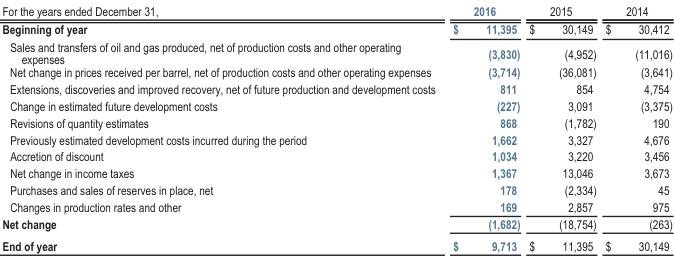 For the years ended December 31, 2016 2015 2014
Beginning of year $ 11,395 $ 30,149 $ 30,412
Sales and transfers of oil and gas produced, net of production costs and other operating
expenses (3,830) (4,952) (11,016)
Net change in prices received per barrel, net of production costs and other operating expenses (3,714) (36,081) (3,641)
Extensions, discoveries and improved recovery, net of future production and development costs 811 854 4,754
Change in estimated future development costs (227) 3,091 (3,375)
Revisions of quantity estimates 868 (1,782) 190
Previously estimated development costs incurred during the period 1,662 3,327 4,676
Accretion of discount 1,034 3,220 3,456
Net change in income taxes 1,367 13,046 3,673
Purchases and sales of reserves in place, net 178 (2,334) 45
Changes in production rates and other 169 2,857 975
Net change (1,682) (18,754) (263)
End of year $ 9,713 $ 11,395 $ 30,149